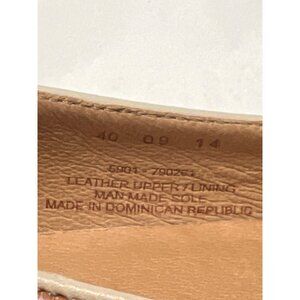 40 09 14
LEATHER UPPER / LINING
MAN MADE SOLE
MADE IN DOMINICAN REPUBLIC